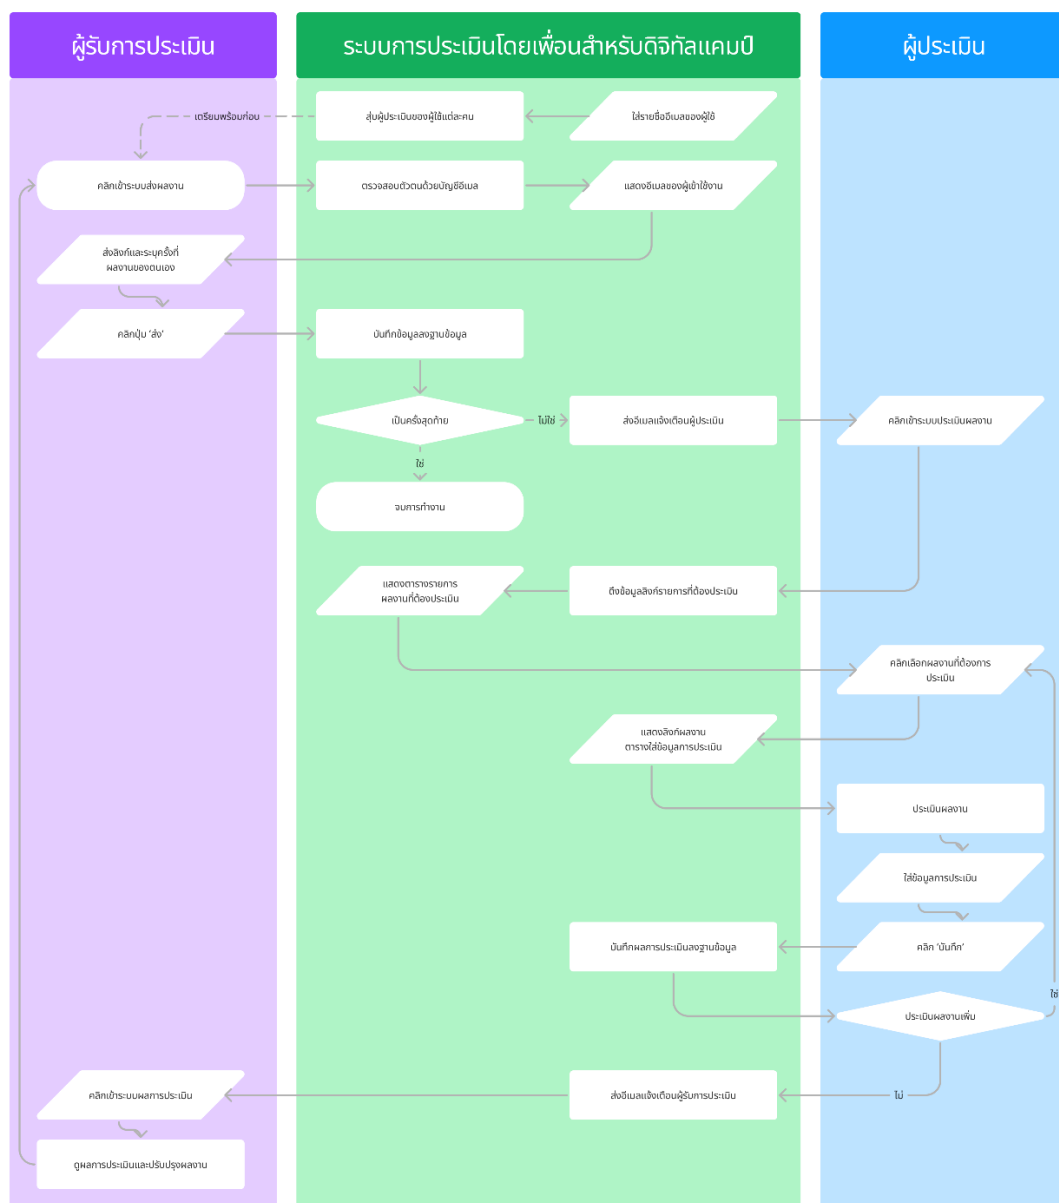 ผู้รับการประเมิน
ระบบการประเมินโดยเพื่อนสำหรับดิจิทัลแคมป์
ผู้ประเมิน
เตรียมพร้อมก่อน
สุ่มผู้ประเมินของผู้ใช้แต่ละคน
ใส่รายชื่ออีเมลของผู้ใช้
คลิกเข้าระบบส่งผลงาน
ตรวจสอบตัวตนด้วยบัญชีอีเมล
แสดงอีเมลของผู้เข้าใช้งาน
ส่งลิงก์และระบุครั้งที่
ผลงานของตนเอง
คลิกปุ่ม ‘ส่ง’
บันทึกข้อมูลลงฐานข้อมูล
เป็นครั้งสุดท้าย
ไม่ใช่
ส่งอีเมลแจ้งเตือนผู้ประเมิน
คลิกเข้าระบบประเมินผลงาน
ใช่
จบการทำงาน
แสดงตารางรายการ
ผลงานที่ต้องประเมิน
ดึงข้อมูลลิงก์รายการที่ต้องประเมิน
คลิกเลือกผลงานที่ต้องการ
ประเมิน
แสดงลิงก์ผลงาน
ตารางใส่ข้อมูลการประเมิน
ประเมินผลงาน
ใส่ข้อมูลการประเมิน
บันทึกผลการประเมินลงฐานข้อมูล
คลิก ‘บันทึก’
ใช่
ประเมินผลงานเพิ่ม
คลิกเข้าระบบผลการประเมิน
ส่งอีเมลแจ้งเตือนผู้รับการประเมิน
ไม่
ดูผลการประเมินและปรับปรุงผลงาน